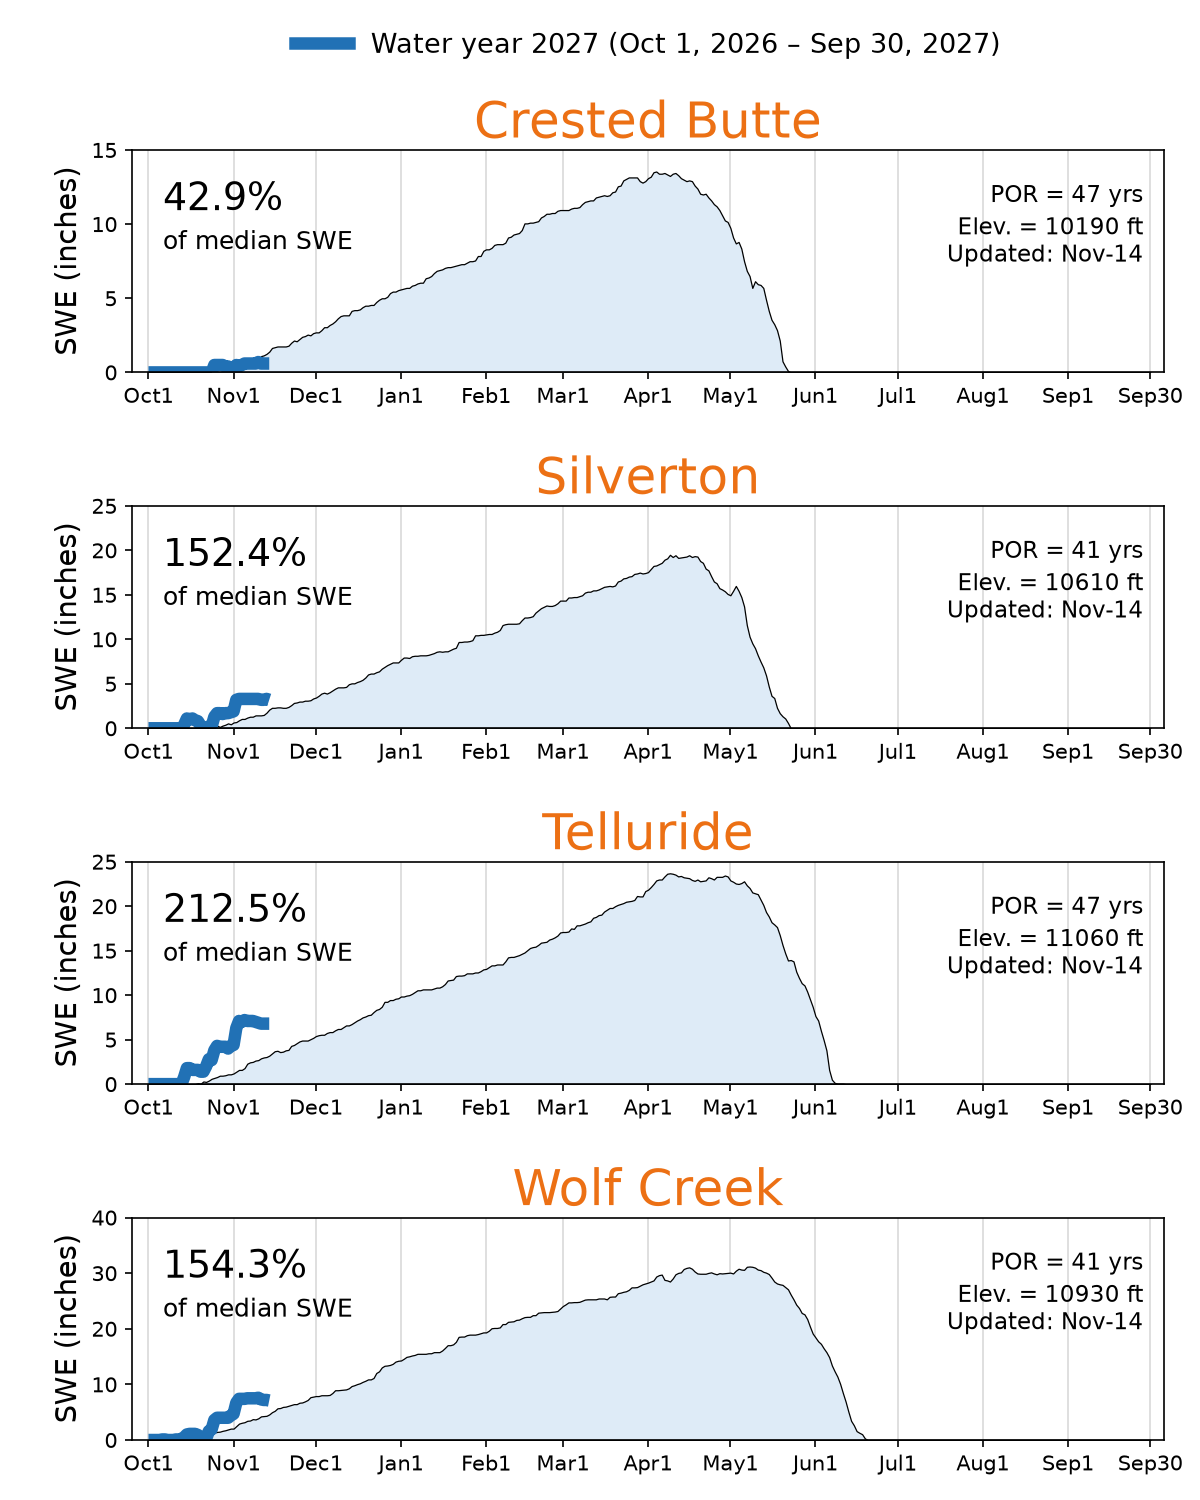 Water year 2027 (Oct 1, 2026 – Sep 30, 2027)
Crested Butte
SWE (inches)
15
10
5
0
42.9%
of median SWE
POR = 47 yrs
Elev. = 10190 ft
Updated: Nov-14
Oct1 Nov1 Dec1 Jan1 Feb1 Mar1 Apr1 May1 Jun1 Jul1 Aug1 Sep1 Sep30
Silverton
SWE (inches)
25
20
15
10
5
0
152.4%
of median SWE
POR = 41 yrs
Elev. = 10610 ft
Updated: Nov-14
Oct1 Nov1 Dec1 Jan1 Feb1 Mar1 Apr1 May1 Jun1 Jul1 Aug1 Sep1 Sep30
Telluride
SWE (inches)
25
20
15
10
5
0
212.5%
of median SWE
POR = 47 yrs
Elev. = 11060 ft
Updated: Nov-14
Oct1 Nov1 Dec1 Jan1 Feb1 Mar1 Apr1 May1 Jun1 Jul1 Aug1 Sep1 Sep30
Wolf Creek
SWE (inches)
40
30
20
10
0
154.3%
of median SWE
POR = 41 yrs
Elev. = 10930 ft
Updated: Nov-14
Oct1 Nov1 Dec1 Jan1 Feb1 Mar1 Apr1 May1 Jun1 Jul1 Aug1 Sep1 Sep30